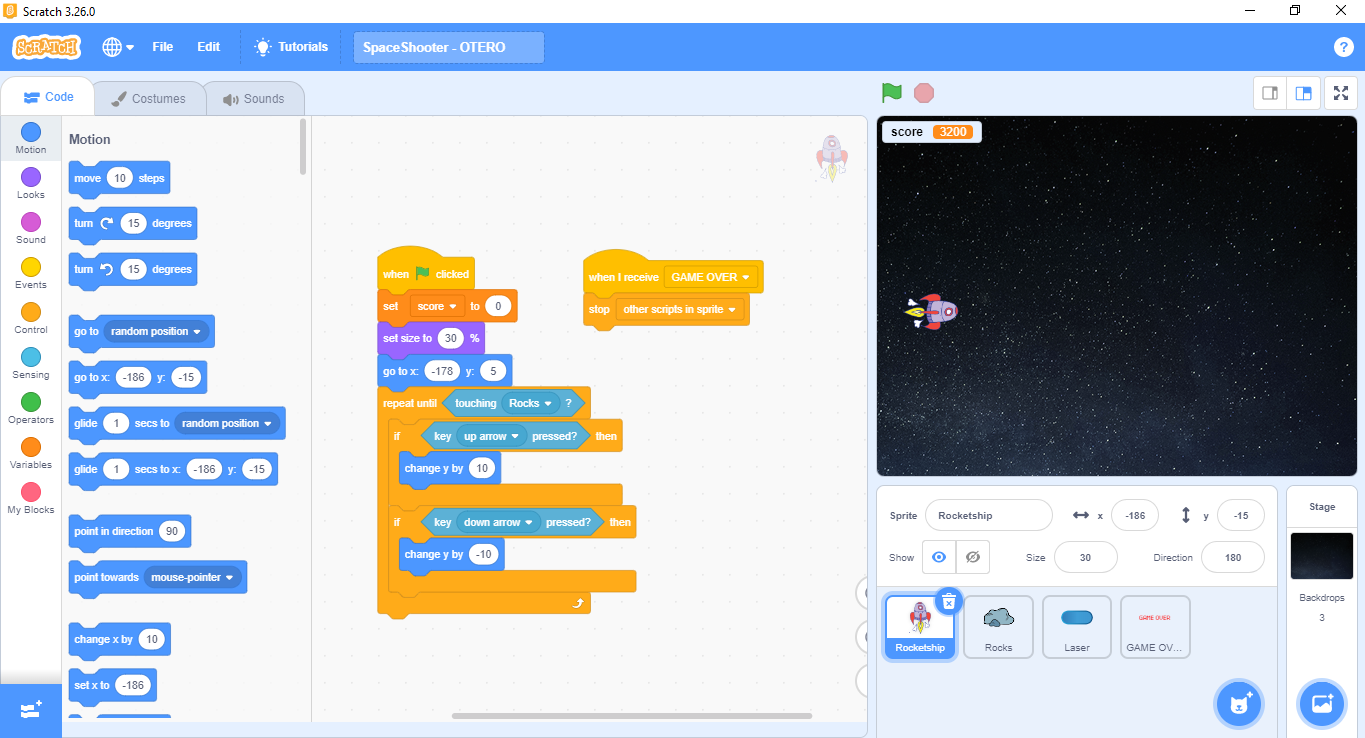 Scratch 3.26.0
SCRATCH
File
Edit
Tutorials
SpaceShooter - OTERO
?
Code
Costumes
Sounds
Motion
Looks
Sound
Events
Control
Sensing
Operators
Variables
My Blocks
Motion
move 10 steps
turn 15 degrees
turn 15 degrees
go to random position
go to x: -186 y: -15
glide 1 secs to random position
glide 1 secs to x: -186 y: -15
point in direction 90
point towards mouse-pointer
change x by 10
set x to -186
when clicked
set score to 0
set size to 30 %
go to x: -178 y: 5
repeat until touching Rocks ?
if key up arrow pressed? then
change y by 10
if key down arrow pressed? then
change y by -10
when I receive GAME OVER
stop other scripts in sprite
score 3200
Sprite Rocketship x -186 y -15
Show Size 30 Direction 180
Rocketship
Rocks
Laser
GAME OVER
GAME OV...
Stage
Backdrops
3